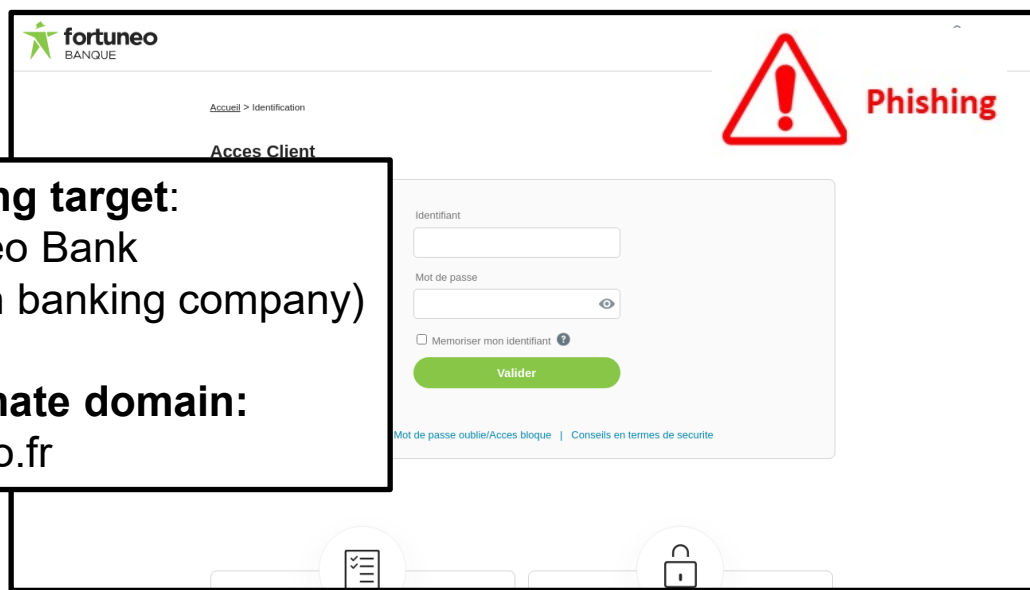 fortuneo
BANQUE
Phishing
Accueil > Identification
Acces Client
ng target:
eo Bank
banking company)
nate domain:
o.fr
Identifiant
Mot de passe
Memoriser mon identifiant ?
Valider
Mot de passe oublie/Acces bloque | Conseils en termes de securite